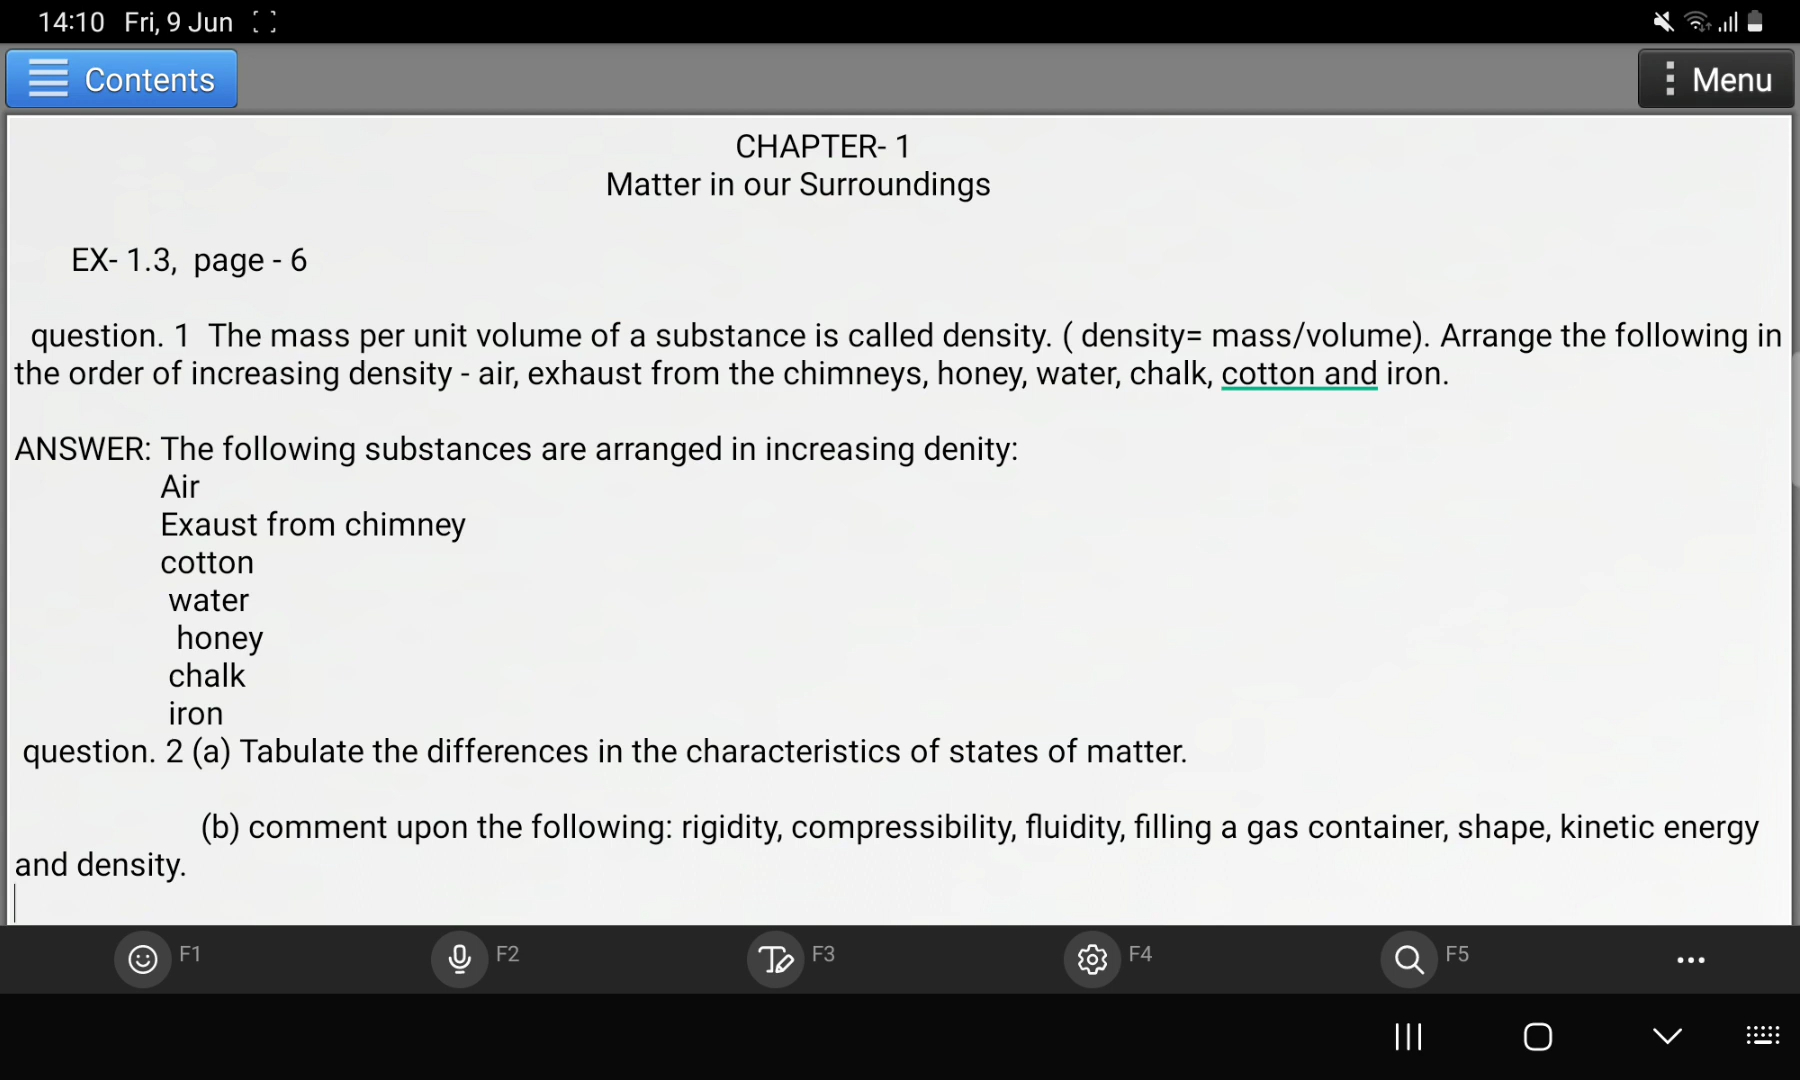 14:10 Fri, 9 Jun
Contents
Menu
CHAPTER- 1
Matter in our Surroundings
EX- 1.3, page - 6
question. 1 The mass per unit volume of a substance is called density. ( density= mass/volume). Arrange the following in
the order of increasing density - air, exhaust from the chimneys, honey, water, chalk, cotton and iron.
ANSWER: The following substances are arranged in increasing denity:
Air
Exaust from chimney
cotton
water
honey
chalk
iron
question. 2 (a) Tabulate the differences in the characteristics of states of matter.
(b) comment upon the following: rigidity, compressibility, fluidity, filling a gas container, shape, kinetic energy
and density.
F1 F2 F3 F4 F5